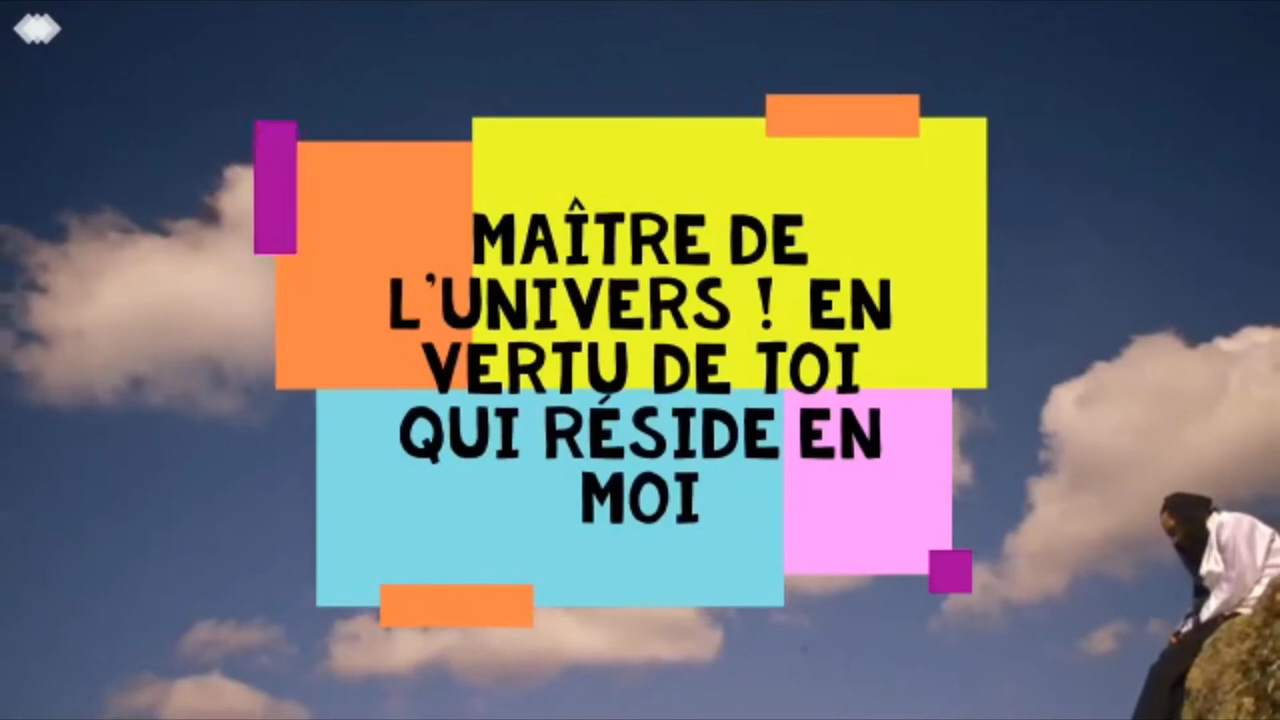 MAÎTRE DE
L'UNIVERS ! EN
VERTU DE TOI
QUI RÉSIDE EN
MOI